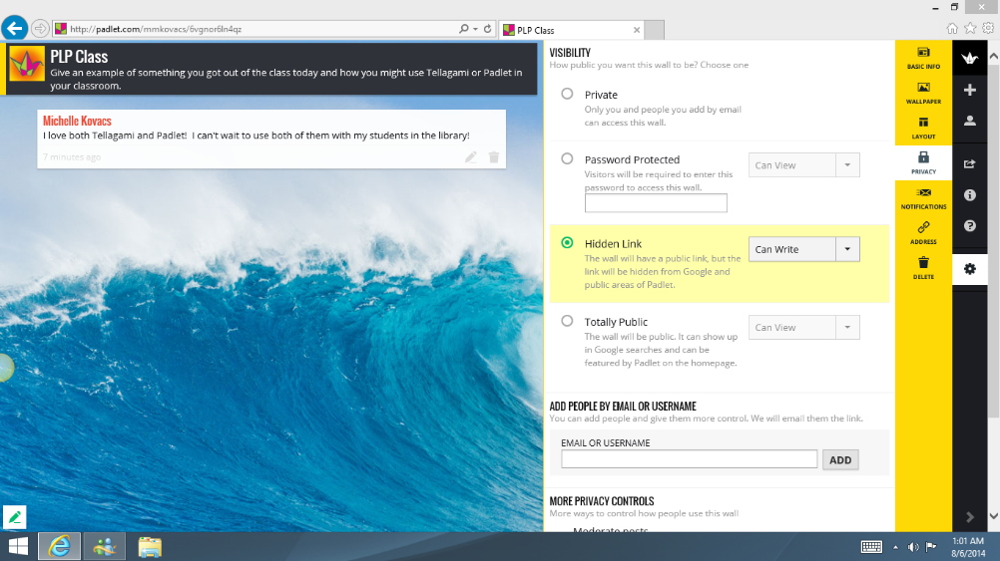 http://padlet.com/mmkovacs/6vgnor6ln4qz
PLP Class
PLP Class
Give an example of something you got out of the class today and how you might use Tellagami or Padlet in
your classroom.
Michelle Kovacs
I love both Tellagami and Padlet! I can't wait to use both of them with my students in the library!
7 minutes ago
VISIBILITY
How public you want this wall to be? Choose one
Private
Only you and people you add by email
can access this wall.
Password Protected
Can View
Visitors will be required to enter this
password to access this wall.
Hidden Link
Can Write
The wall will have a public link, but the
link will be hidden from Google and
public areas of Padlet.
Totally Public
Can View
The wall will be public. It can show up
in Google searches and can be
featured by Padlet on the homepage.
ADD PEOPLE BY EMAIL OR USERNAME
You can add people and give them more control. We will email them the link.
EMAIL OR USERNAME
ADD
MORE PRIVACY CONTROLS
More ways to control how people use this wall
Moderate posts
BASIC INFO
WALLPAPER
LAYOUT
PRIVACY
NOTIFICATIONS
ADDRESS
DELETE
1:01 AM
8/6/2014